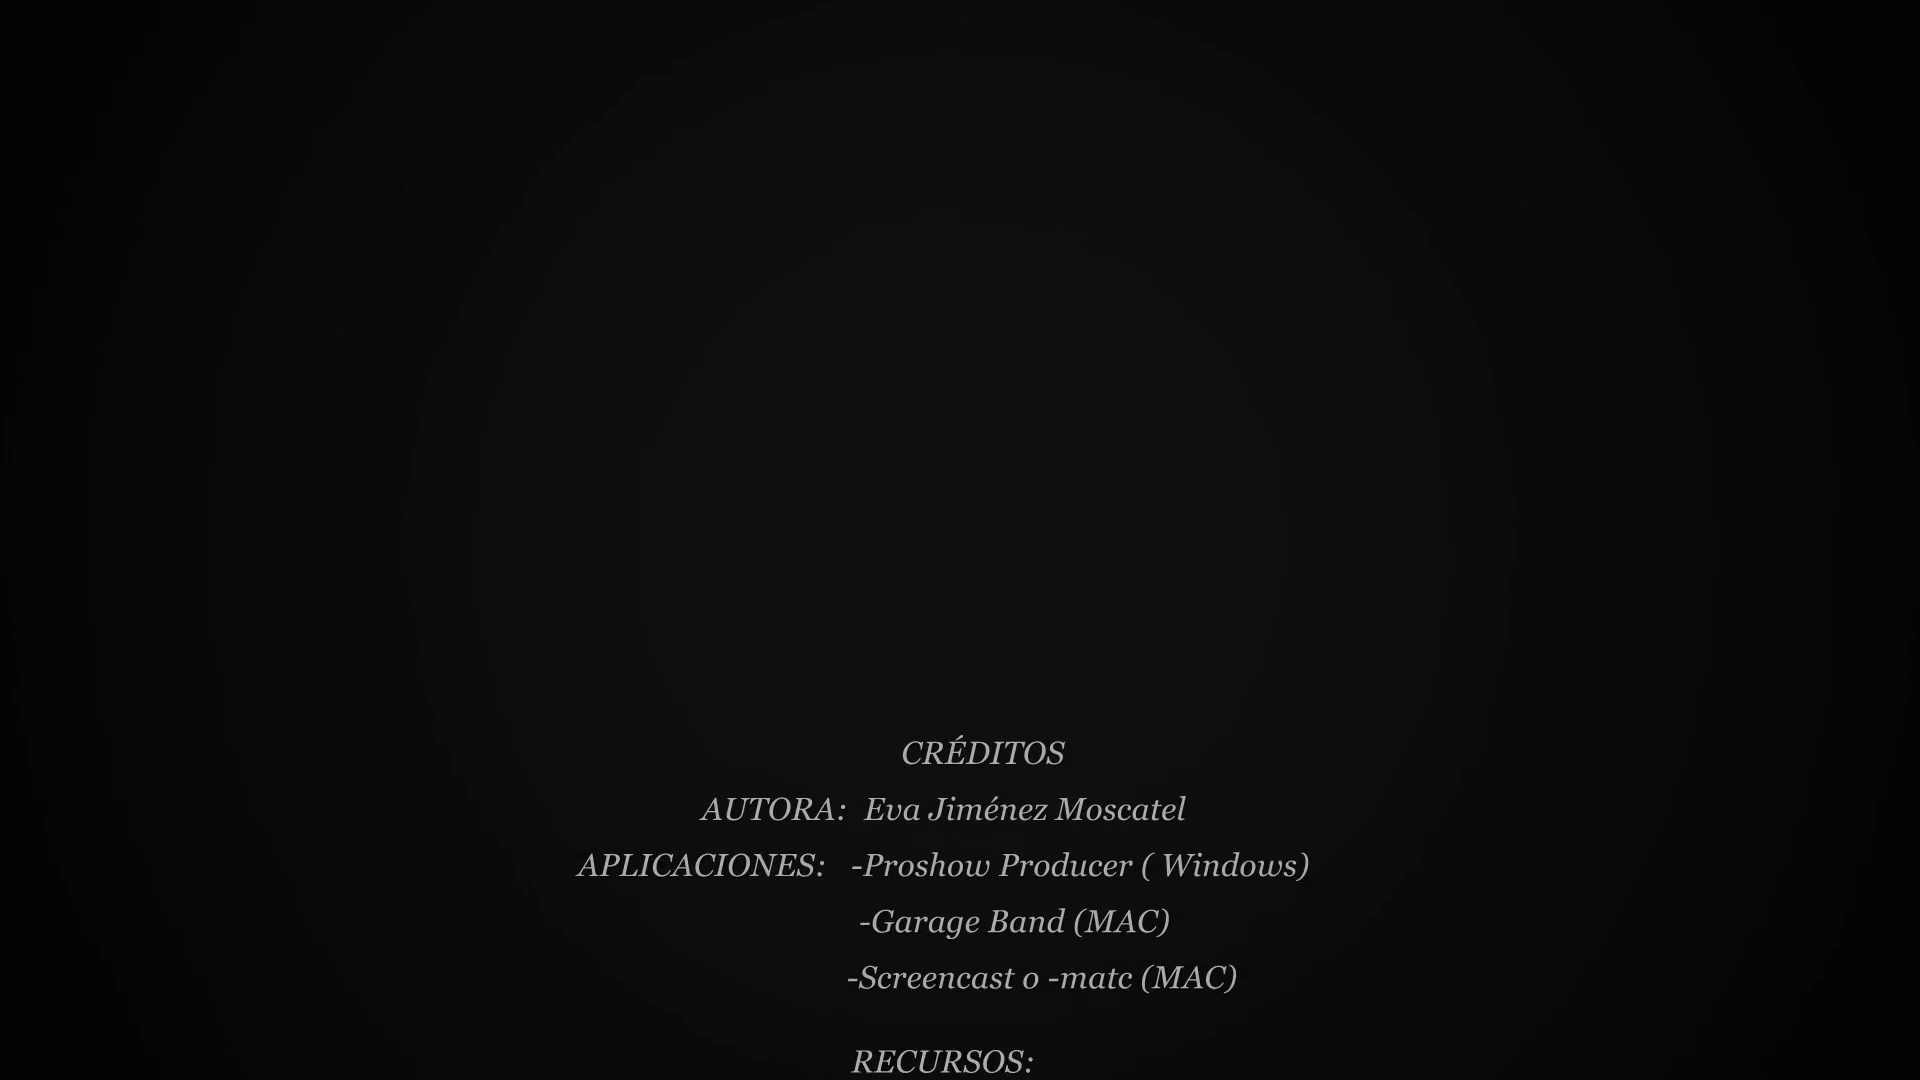 CRÉDITOS
AUTORA: Eva Jiménez Moscatel
APLICACIONES: -Proshow Producer ( Windows)
-Garage Band (MAC)
-Screencast o -matc (MAC)
RECURSOS: